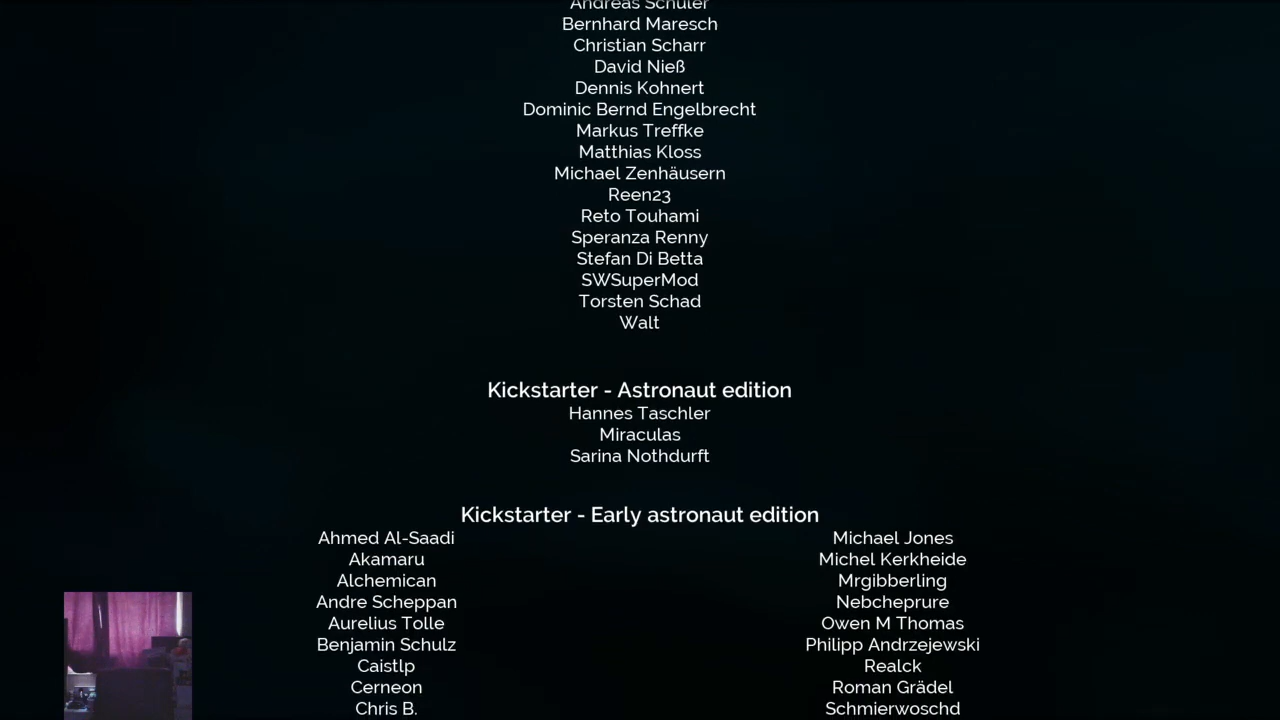 Andreas Schuler
Bernhard Maresch
Christian Scharr
David Nieß
Dennis Kohnert
Dominic Bernd Engelbrecht
Markus Treffke
Matthias Kloss
Michael Zenhäusern
Reen23
Reto Touhami
Speranza Renny
Stefan Di Betta
SWSuperMod
Torsten Schad
Walt
Kickstarter - Astronaut edition
Hannes Taschler
Miraculas
Sarina Nothdurft
Kickstarter - Early astronaut edition
Ahmed Al-Saadi
Akamaru
Alchemican
Andre Scheppan
Aurelius Tolle
Benjamin Schulz
Caistlp
Cerneon
Chris B.
Michael Jones
Michel Kerkheide
Mrgibberling
Nebcheprure
Owen M Thomas
Philipp Andrzejewski
Realck
Roman Grädel
Schmierwoschd